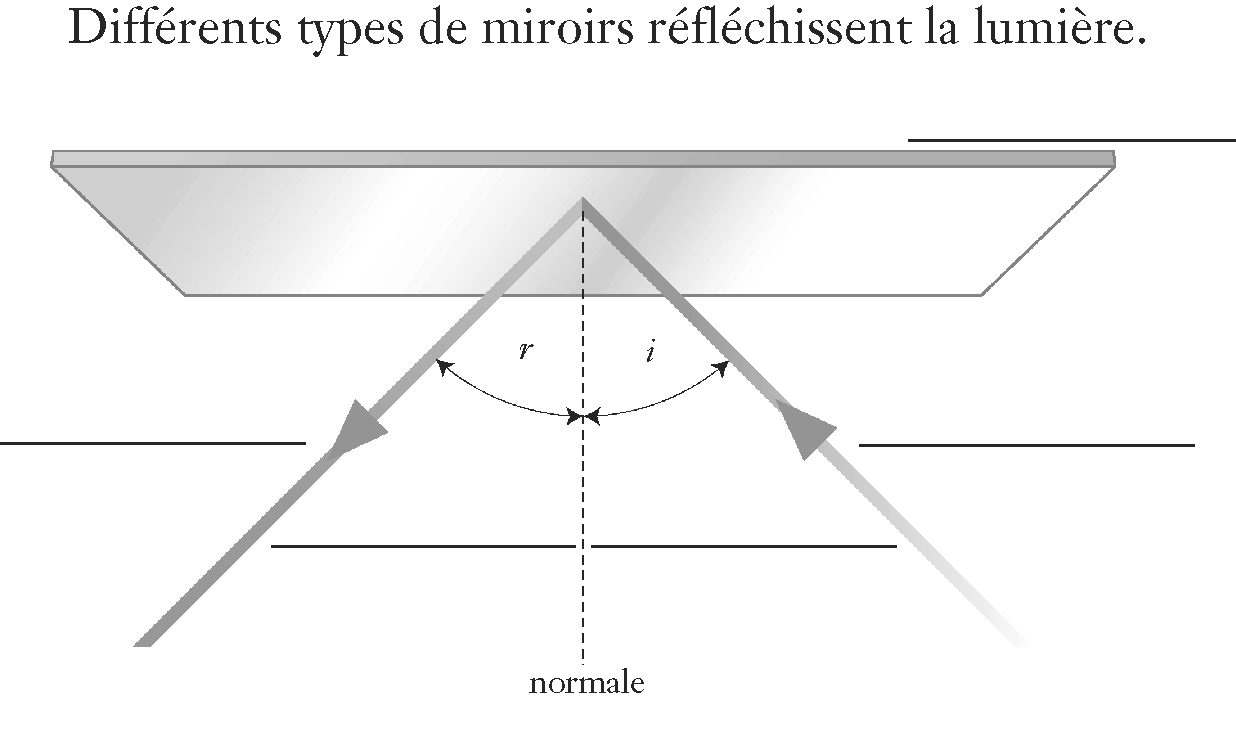 Différents types de miroirs réfléchissent la lumière.
r
i
normale